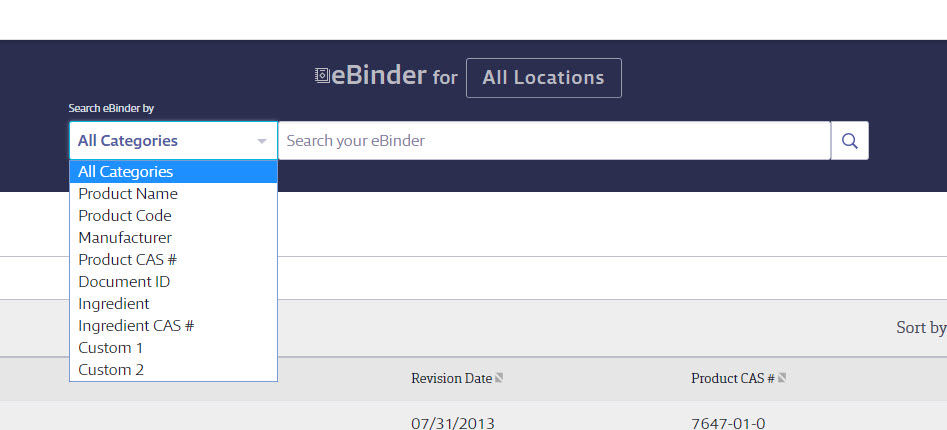 eBinder for All Locations
Search eBinder by
All Categories
Search your eBinder
All Categories
Product Name
Product Code
Manufacturer
Product CAS #
Document ID
Ingredient
Ingredient CAS #
Custom 1
Custom 2
Sort by
Revision Date
Product CAS #
07/31/2013
7647-01-0